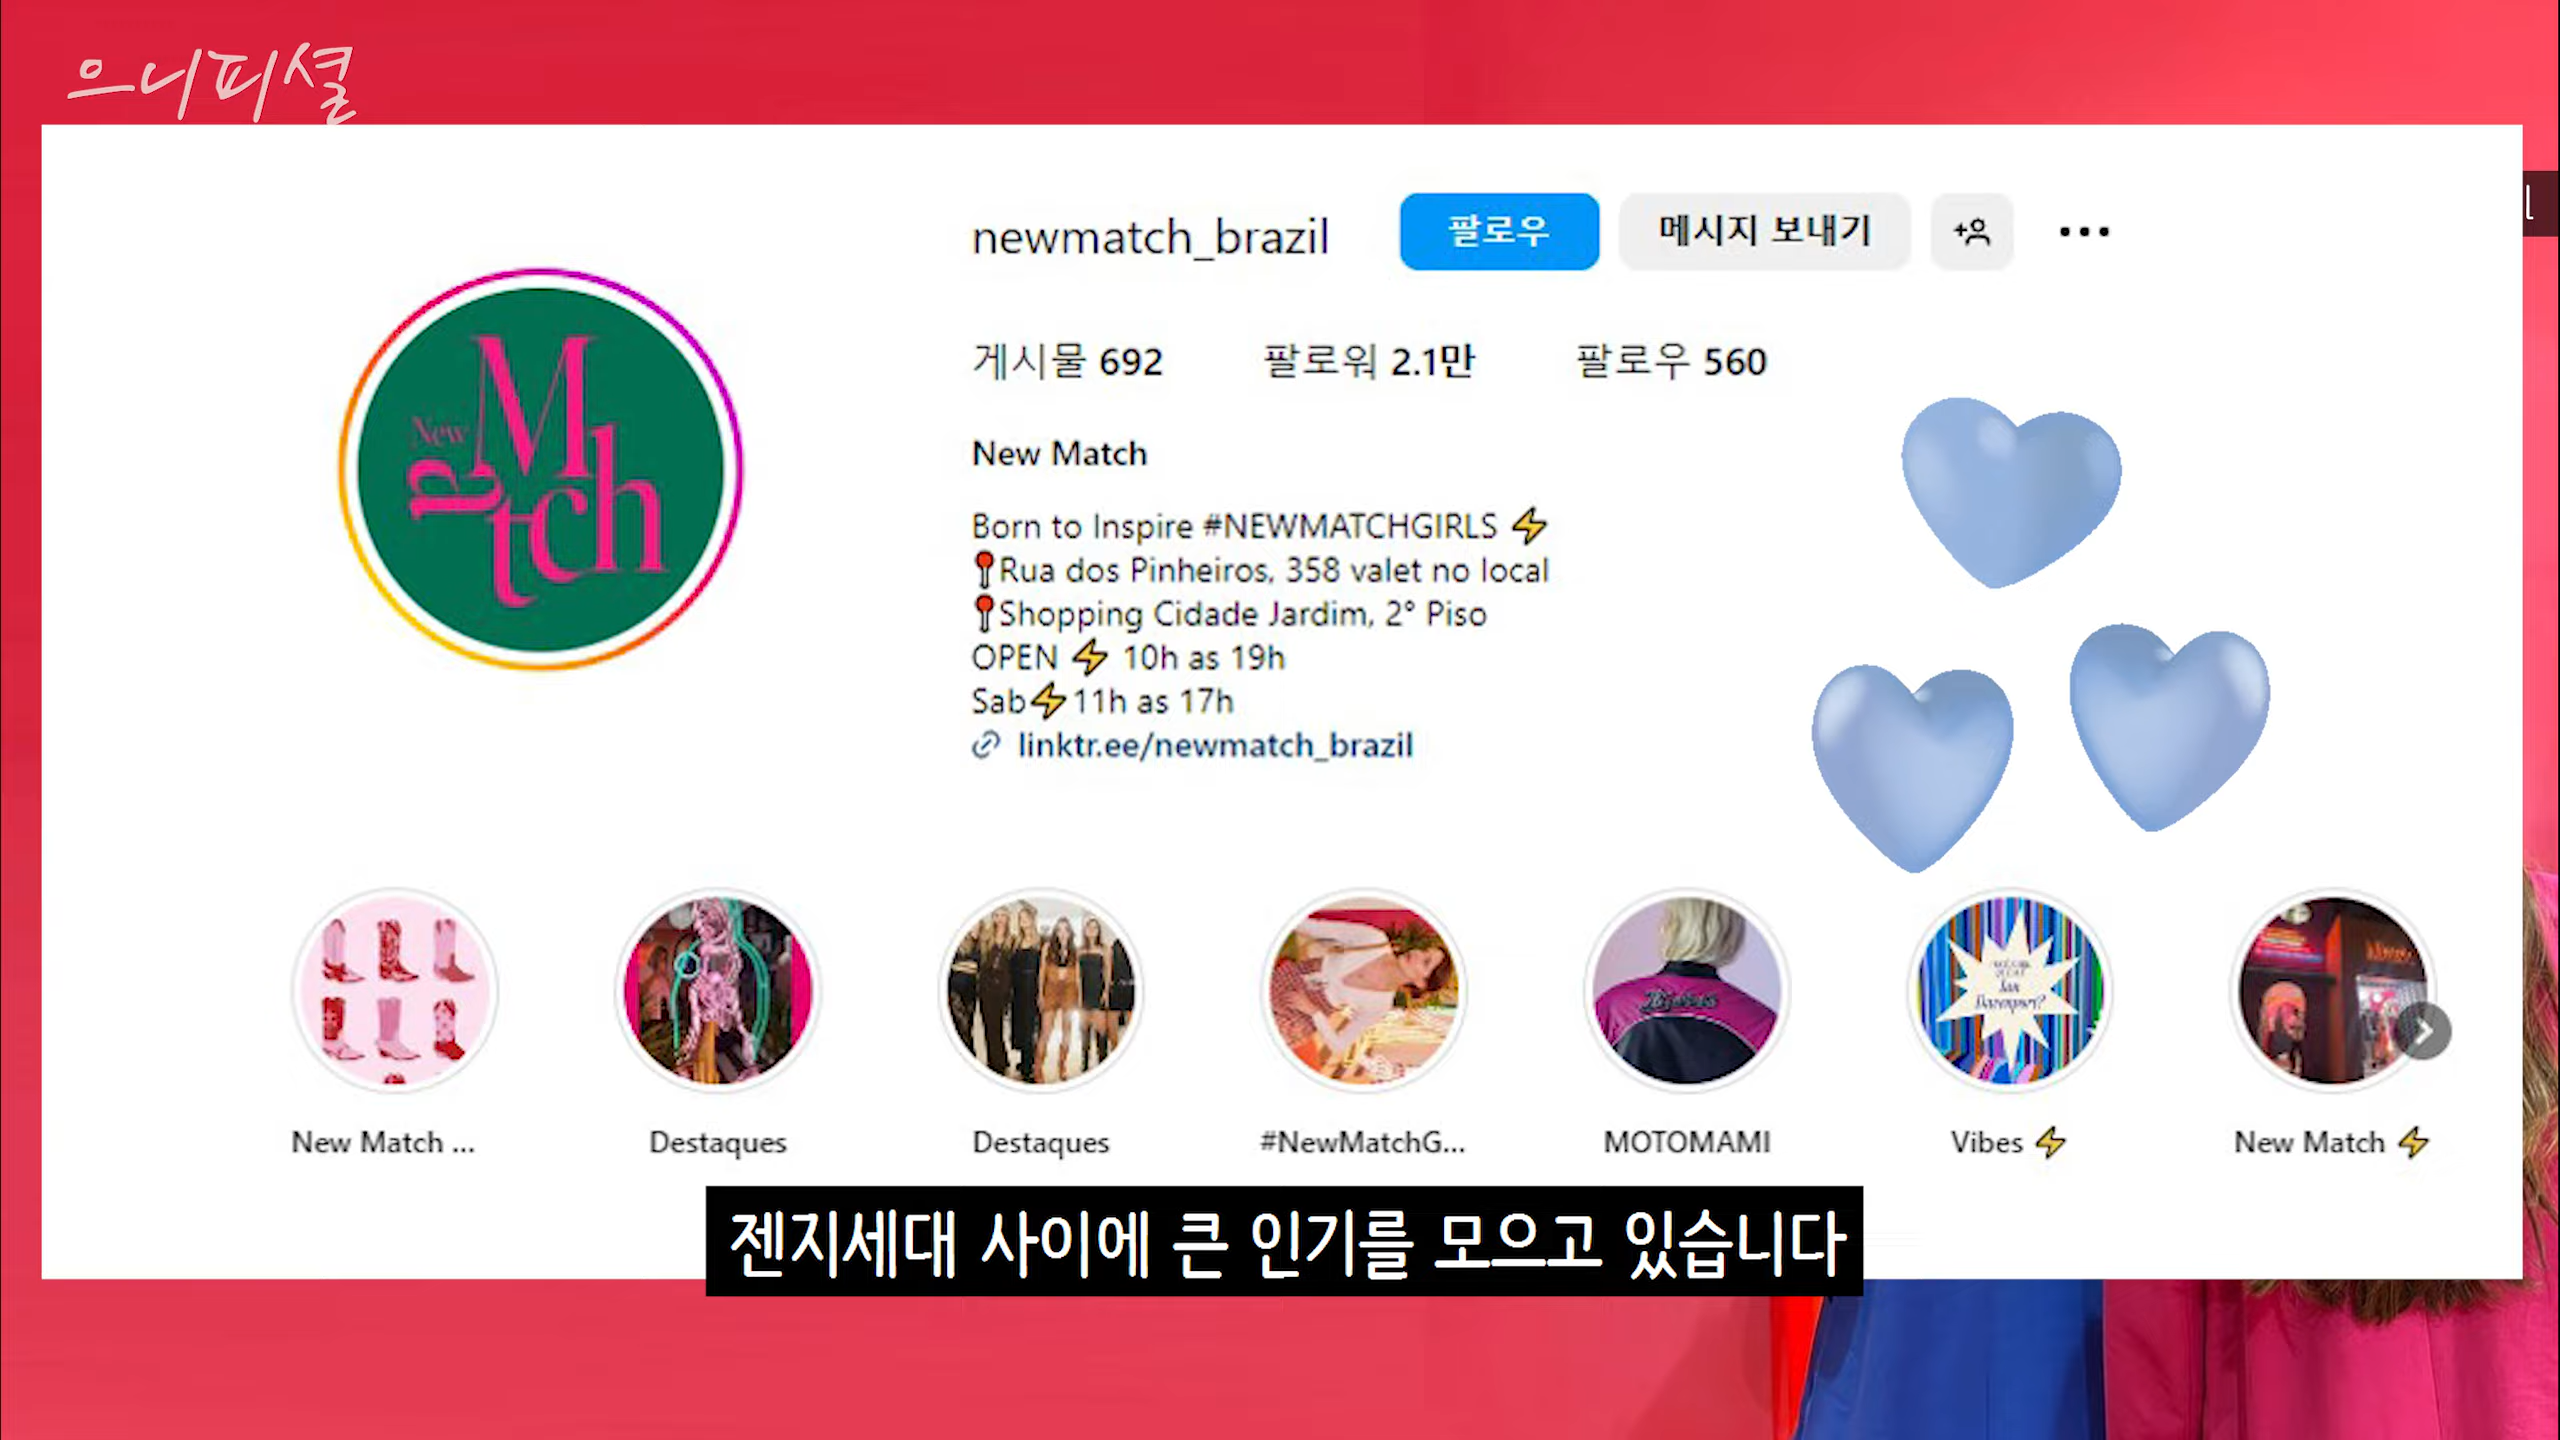 으니피셜
newmatch_brazil 팔로우 메시지 보내기
게시물 692 팔로워 2.1만 팔로우 560
New Match
New Match
Born to Inspire #NEWMATCHGIRLS ⚡
📍Rua dos Pinheiros, 358 valet no local
📍Shopping Cidade Jardim, 2° Piso
OPEN ⚡ 10h as 19h
Sab⚡11h as 17h
linktr.ee/newmatch_brazil
New Match ...
Destaques
Destaques
#NewMatchG...
MOTOMAMI
Vibes ⚡
New Match ⚡
젠지세대 사이에 큰 인기를 모으고 있습니다